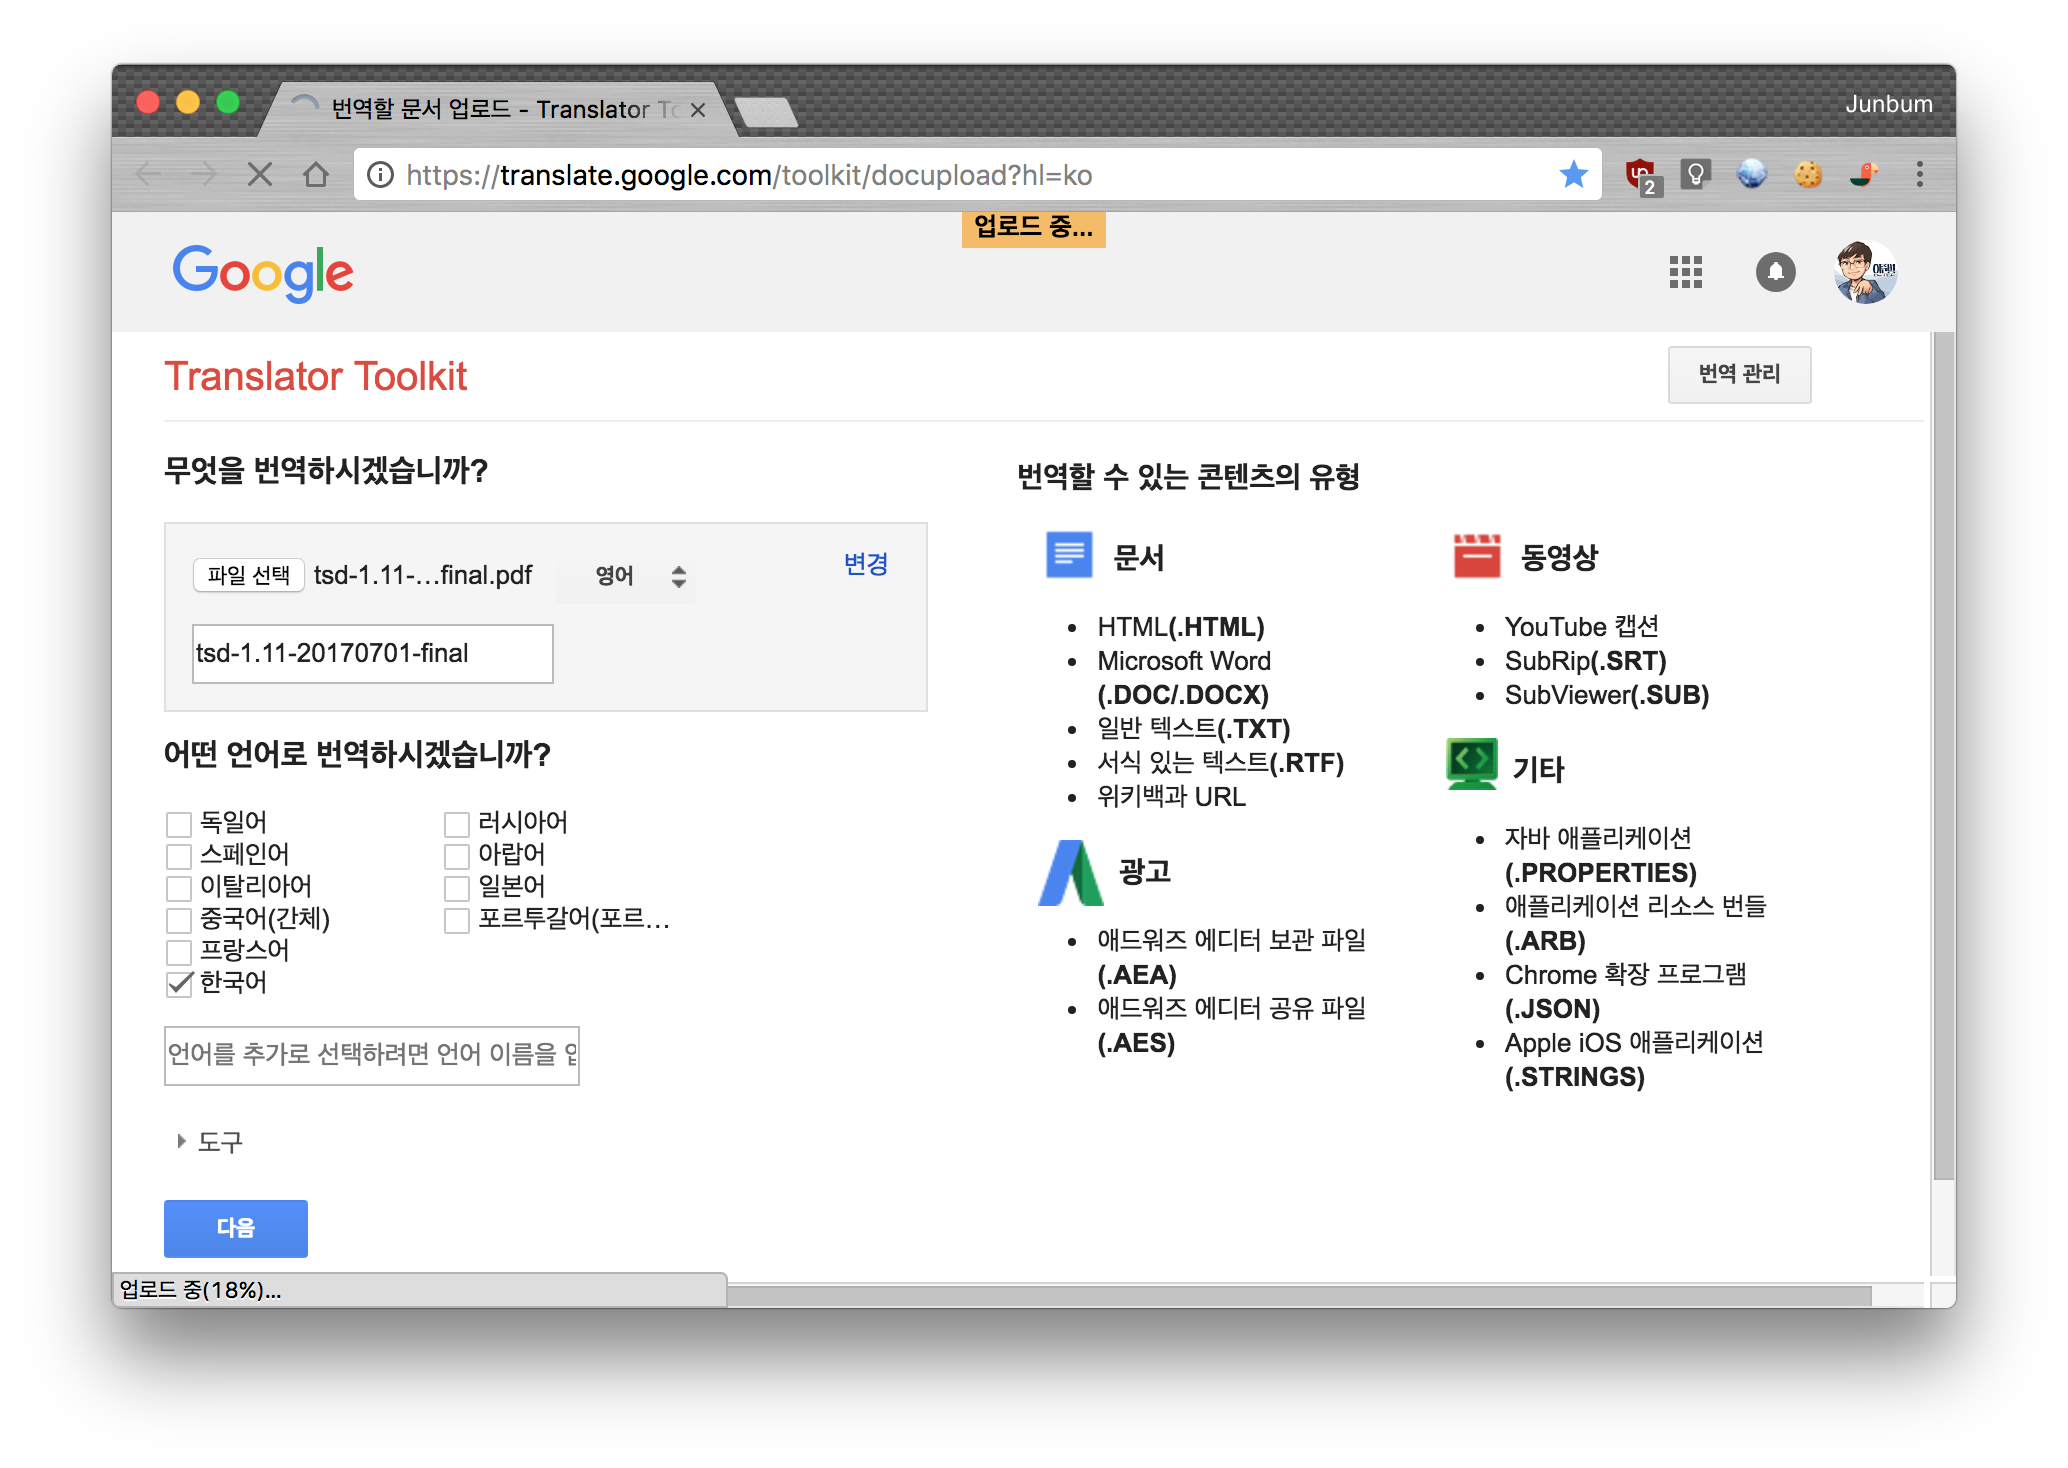 번역할 문서 업로드 - Translator To
Junbum
https://translate.google.com/toolkit/docupload?hl=ko
2
업로드 중...
Google
Translator Toolkit
번역 관리
무엇을 번역하시겠습니까?
파일 선택 tsd-1.11-...final.pdf 영어 변경
tsd-1.11-20170701-final
어떤 언어로 번역하시겠습니까?
독일어
스페인어
이탈리아어
중국어(간체)
프랑스어
한국어
러시아어
아랍어
일본어
포르투갈어(포르...
언어를 추가로 선택하려면 언어 이름을
도구
다음
번역할 수 있는 콘텐츠의 유형
문서
HTML(.HTML)
Microsoft Word
(.DOC/.DOCX)
일반 텍스트(.TXT)
서식 있는 텍스트(.RTF)
위키백과 URL
광고
애드워즈 에디터 보관 파일
(.AEA)
애드워즈 에디터 공유 파일
(.AES)
동영상
YouTube 캡션
SubRip(.SRT)
SubViewer(.SUB)
기타
자바 애플리케이션
(.PROPERTIES)
애플리케이션 리소스 번들
(.ARB)
Chrome 확장 프로그램
(.JSON)
Apple iOS 애플리케이션
(.STRINGS)
업로드 중(18%)...